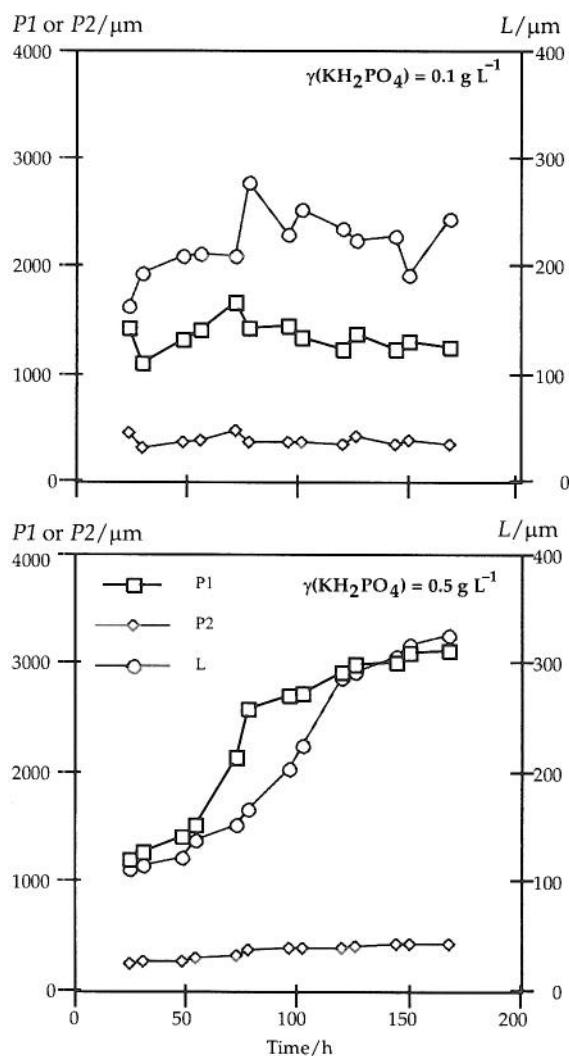 P1 or P2/µm L/µm
4000 400
γ(KH2PO4) = 0.1 g L−1
3000 300
2000 200
1000 100
0 0
P1 or P2/µm L/µm
4000 400
P1 γ(KH2PO4) = 0.5 g L−1
P2
L
3000 300
2000 200
1000 100
0 0
0 50 100 150 200
Time/h